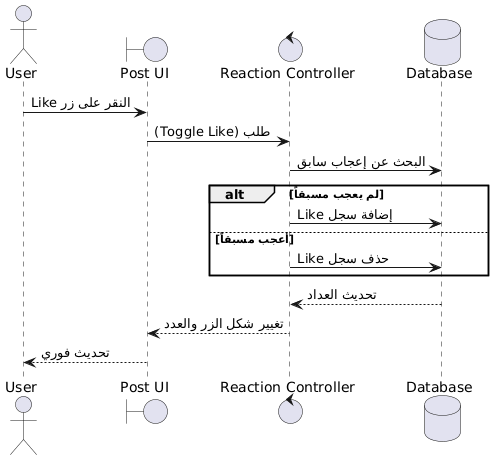 User
Post UI
Reaction Controller
Database
النقر على زر Like
طلب (Toggle Like)
البحث عن إعجاب سابق
alt
[لم يعجب مسبقاً]
إضافة سجل Like
[أعجب مسبقاً]
حذف سجل Like
تحديث العداد
تغيير شكل الزر والعدد
تحديث فوري
User
Post UI
Reaction Controller
Database